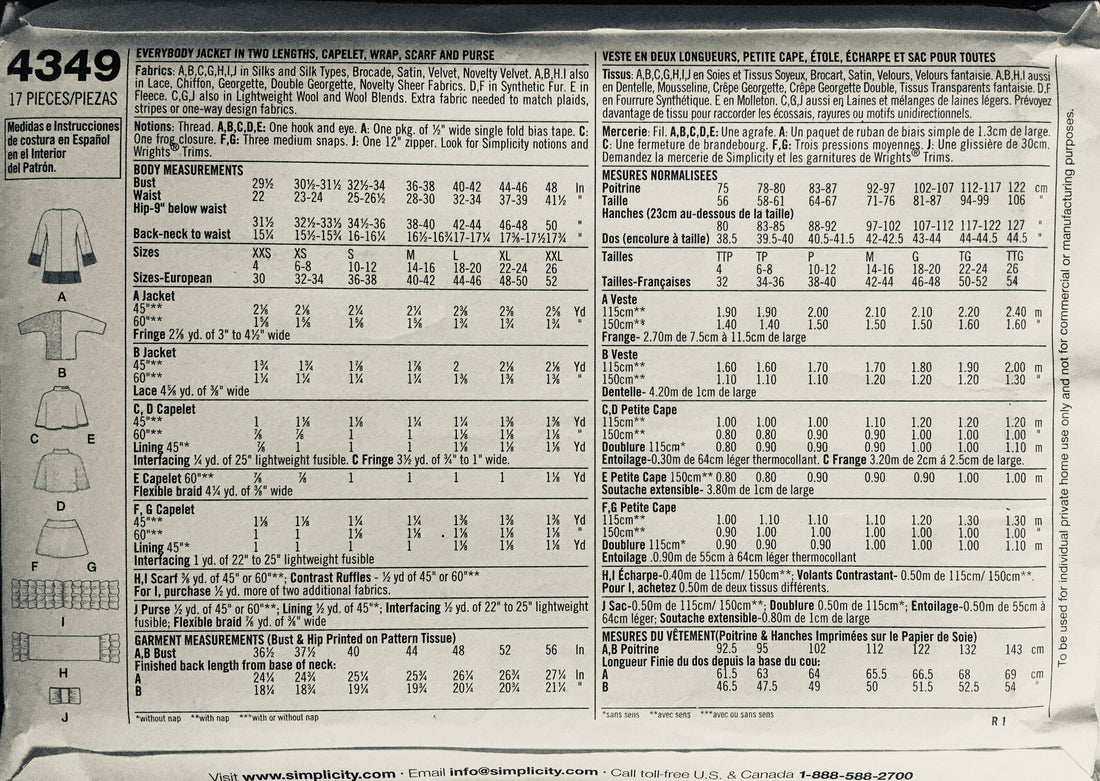 4349
17 PIECES/PIEZAS
Medidas e Instrucciones
de costura en Español
en el Interior
del Patrón.
A
B
C E
D
F G
I
H
J
EVERYBODY JACKET IN TWO LENGTHS, CAPELET, WRAP, SCARF AND PURSE
Fabrics: A,B,C,G,H,I,J in Silks and Silk Types, Brocade, Satin, Velvet, Novelty Velvet. A,B,H.I also
in Lace, Chiffon, Georgette, Double Georgette, Novelty Sheer Fabrics. D,F in Synthetic Fur. E in
Fleece. C,G,J also in Lightweight Wool and Wool Blends. Extra fabric needed to match plaids,
stripes or one-way design fabrics.
Notions: Thread. A,B,C,D,E: One hook and eye. A: One pkg. of ½" wide single fold bias tape. C:
One frog closure. F,G: Three medium snaps. J: One 12" zipper. Look for Simplicity notions and
Wrights® Trims.
BODY MEASUREMENTS
Bust 29½ 30½-31½ 32½-34 36-38 40-42 44-46 48 In
Waist 22 23-24 25-26½ 28-30 32-34 37-39 41½ "
Hip-9" below waist
31½ 32½-33½ 34½-36 38-40 42-44 46-48 50 "
Back-neck to waist 15¼ 15½-15¾ 16-16¼ 16½-16¾ 17-17¼ 17⅜-17½ 17¾ "
Sizes XXS XS S M L XL XXL
4 6-8 10-12 14-16 18-20 22-24 26
Sizes-European 30 32-34 36-38 40-42 44-46 48-50 52
A Jacket
45"** 2⅛ 2⅛ 2¼ 2¼ 2⅜ 2⅜ 2⅝ Yd
60"** 1⅝ 1⅝ 1⅝ 1⅝ 1¾ 1¾ 1¾ "
Fringe 2⅞ yd. of 3" to 4½" wide
B Jacket
45"** 1¾ 1¾ 1⅞ 1⅞ 2 2⅛ 2⅛ Yd
60"** 1¼ 1¼ 1¼ 1¼ 1⅜ 1⅜ 1⅜ "
Lace 4⅝ yd. of ⅜" wide
C, D Capelet
45"** 1 1⅛ 1⅛ 1¼ 1¼ 1⅜ 1⅜ Yd
60"** ⅞ ⅞ 1 1 1⅛ 1⅛ 1⅛ "
Lining 45"* ⅞ 1 1 1 1⅛ 1⅛ 1⅛ Yd
Interfacing ¼ yd. of 25" lightweight fusible. C Fringe 3½ yd. of ¾" to 1" wide.
E Capelet 60"** ⅞ ⅞ 1 1 1 1 1⅛ Yd
Flexible braid 4¼ yd. of ⅜" wide
F, G Capelet
45"** 1⅛ 1⅛ 1¼ 1¼ 1⅜ 1⅜ 1⅜ Yd
60"** 1 1 1⅛ 1⅛ 1⅛ 1⅛ 1⅛ "
Lining 45"* 1 1 1 1 1⅛ 1⅛ 1⅛ Yd
Interfacing 1 yd. of 22" to 25" lightweight fusible
H,I Scarf ⅜ yd. of 45" or 60"**; Contrast Ruffles - ½ yd of 45" or 60"**
For I, purchase ½ yd. more of two additional fabrics.
J Purse ½ yd. of 45" or 60"**; Lining ½ yd. of 45"*; Interfacing ½ yd. of 22" to 25" lightweight
fusible; Flexible braid ⅞ yd. of ⅜" wide
GARMENT MEASUREMENTS (Bust & Hip Printed on Pattern Tissue)
A,B Bust 36½ 37½ 40 44 48 52 56 In
Finished back length from base of neck:
A 24¼ 24¾ 25¼ 25¾ 26¼ 26¾ 27¼ In
B 18¼ 18¾ 19¼ 19¾ 20¼ 20¾ 21¼ "
*without nap **with nap ***with or without nap
VESTE EN DEUX LONGUEURS, PETITE CAPE, ÉTOLE, ÉCHARPE ET SAC POUR TOUTES
Tissus: A,B,C,G,H,I,J en Soies et Tissus Soyeux, Brocart, Satin, Velours, Velours fantaisie. A,B,H,I aussi
en Dentelle, Mousseline, Crêpe Georgette, Crêpe Georgette Double, Tissus Transparents fantaisie. D,F
en Fourrure Synthétique. E en Molleton. C,G,J aussi en Laines et mélanges de laines légers. Prévoyez
davantage de tissu pour raccorder les écossais, rayures ou motifs unidirectionnels.
Mercerie: Fil. A,B,C,D,E: Une agrafe. A: Un paquet de ruban de biais simple de 1.3cm de large.
C: Une fermeture de brandebourg. F,G: Trois pressions moyennes. J: Une glissière de 30cm.
Demandez la mercerie de Simplicity et les garnitures de Wrights® Trims.
MESURES NORMALISEES
Poitrine 75 78-80 83-87 92-97 102-107 112-117 122 cm
Taille 56 58-61 64-67 71-76 81-87 94-99 106 "
Hanches (23cm au-dessous de la taille)
80 83-85 88-92 97-102 107-112 117-122 127 "
Dos (encolure à taille) 38.5 39.5-40 40.5-41.5 42-42.5 43-44 44-44.5 44.5 "
Tailles TTP TP P M G TG TTG
4 6-8 10-12 14-16 18-20 22-24 26
Tailles-Françaises 32 34-36 38-40 42-44 46-48 50-52 54
A Veste
115cm** 1.90 1.90 2.00 2.10 2.10 2.20 2.40 m
150cm** 1.40 1.40 1.50 1.50 1.50 1.60 1.60 "
Frange- 2.70m de 7.5cm à 11.5cm de large
B Veste
115cm** 1.60 1.60 1.70 1.70 1.80 1.90 2.00 m
150cm** 1.10 1.10 1.10 1.20 1.20 1.20 1.30 "
Dentelle- 4.20m de 1cm de large
C,D Petite Cape
115cm** 1.00 1.00 1.00 1.10 1.20 1.20 1.20 m
150cm** 0.80 0.80 0.90 0.90 1.00 1.00 1.00 "
Doublure 115cm* 0.80 0.90 0.90 0.90 1.00 1.00 1.10 m
Entoilage-0.30m de 64cm léger thermocollant. C Frange 3.20m de 2cm á 2.5cm de large.
E Petite Cape 150cm** 0.80 0.80 0.90 0.90 0.90 1.00 1.00 m
Soutache extensible- 3.80m de 1cm de large
F,G Petite Cape
115cm** 1.00 1.10 1.10 1.10 1.20 1.30 1.30 m
150cm** 0.90 1.00 1.00 1.00 1.00 1.00 1.00 "
Doublure 115cm* 0.90 0.90 0.90 1.00 1.00 1.00 1.10 m
Entoilage .0.90m de 55cm à 64cm léger thermocollant
H,I Écharpe-0.40m de 115cm/ 150cm**; Volants Contrastant- 0.50m de 115cm/ 150cm**.
Pour I, achetez 0.50m de deux tissus différents.
J Sac-0.50m de 115cm/ 150cm**; Doublure 0.50m de 115cm*; Entoilage-0.50m de 55cm à
64cm léger; Soutache extensible-0.80m de 1cm de large
MESURES DU VÊTEMENT(Poitrine & Hanches Imprimées sur le Papier de Soie)
A,B Poitrine 92.5 95 102 112 122 132 143 cm
Longueur Finie du dos depuis la base du cou:
A 61.5 63 64 65.5 66.5 68 69 cm
B 46.5 47.5 49 50 51.5 52.5 54 "
*sans sens **avec sens ***avec ou sans sens
R 1
To be used for individual private home use only and not for commercial or manufacturing purposes.
Visit www.simplicity.com · Email info@simplicity.com · Call toll-free U.S. & Canada 1-888-588-2700